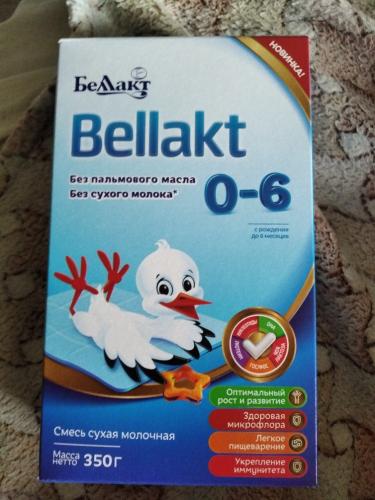 НОВИНКА!
Беллакт
Bellakt
Без пальмового масла
Без сухого молока*
0-6
с рождения
до 6 месяцев
Оптимальный
рост и развитие
Здоровая
микрофлора
Легкое
пищеварение
Укрепление
иммунитета
Смесь сухая молочная
Масса
нетто 350 г